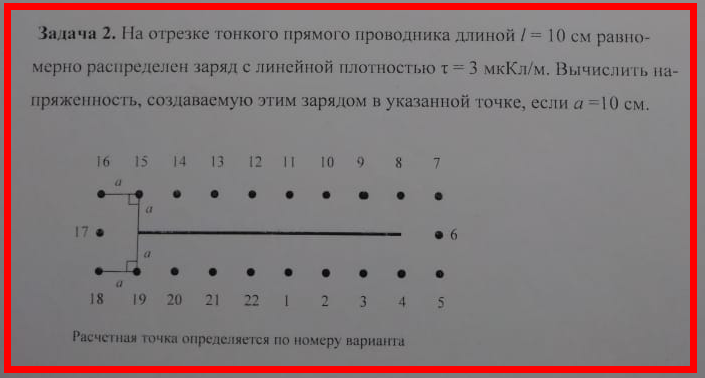 Задача 2. На отрезке тонкого прямого проводника длиной l = 10 см равно-
мерно распределен заряд с линейной плотностью τ = 3 мкКл/м. Вычислить на-
пряженность, создаваемую этим зарядом в указанной точке, если a =10 см.
16 15 14 13 12 11 10 9 8 7
a
a
17 6
a
a
18 19 20 21 22 1 2 3 4 5
Расчетная точка определяется по номеру варианта